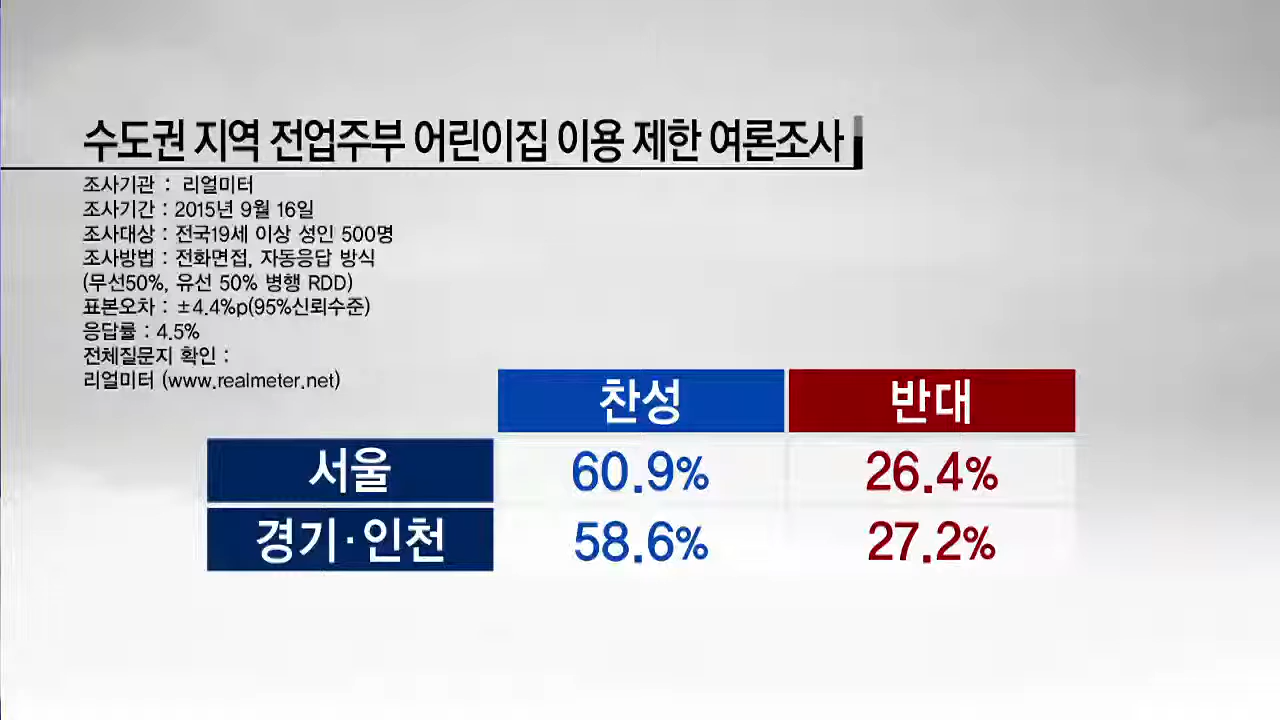 수도권 지역 전업주부 어린이집 이용 제한 여론조사
조사기관 : 리얼미터
조사기간 : 2015년 9월 16일
조사대상 : 전국19세 이상 성인 500명
조사방법 : 전화면접, 자동응답 방식
(무선50%, 유선 50% 병행 RDD)
표본오차 : ±4.4%p(95%신뢰수준)
응답률 : 4.5%
전체질문지 확인 :
리얼미터 (www.realmeter.net)
찬성 반대
서울 60.9% 26.4%
경기·인천 58.6% 27.2%